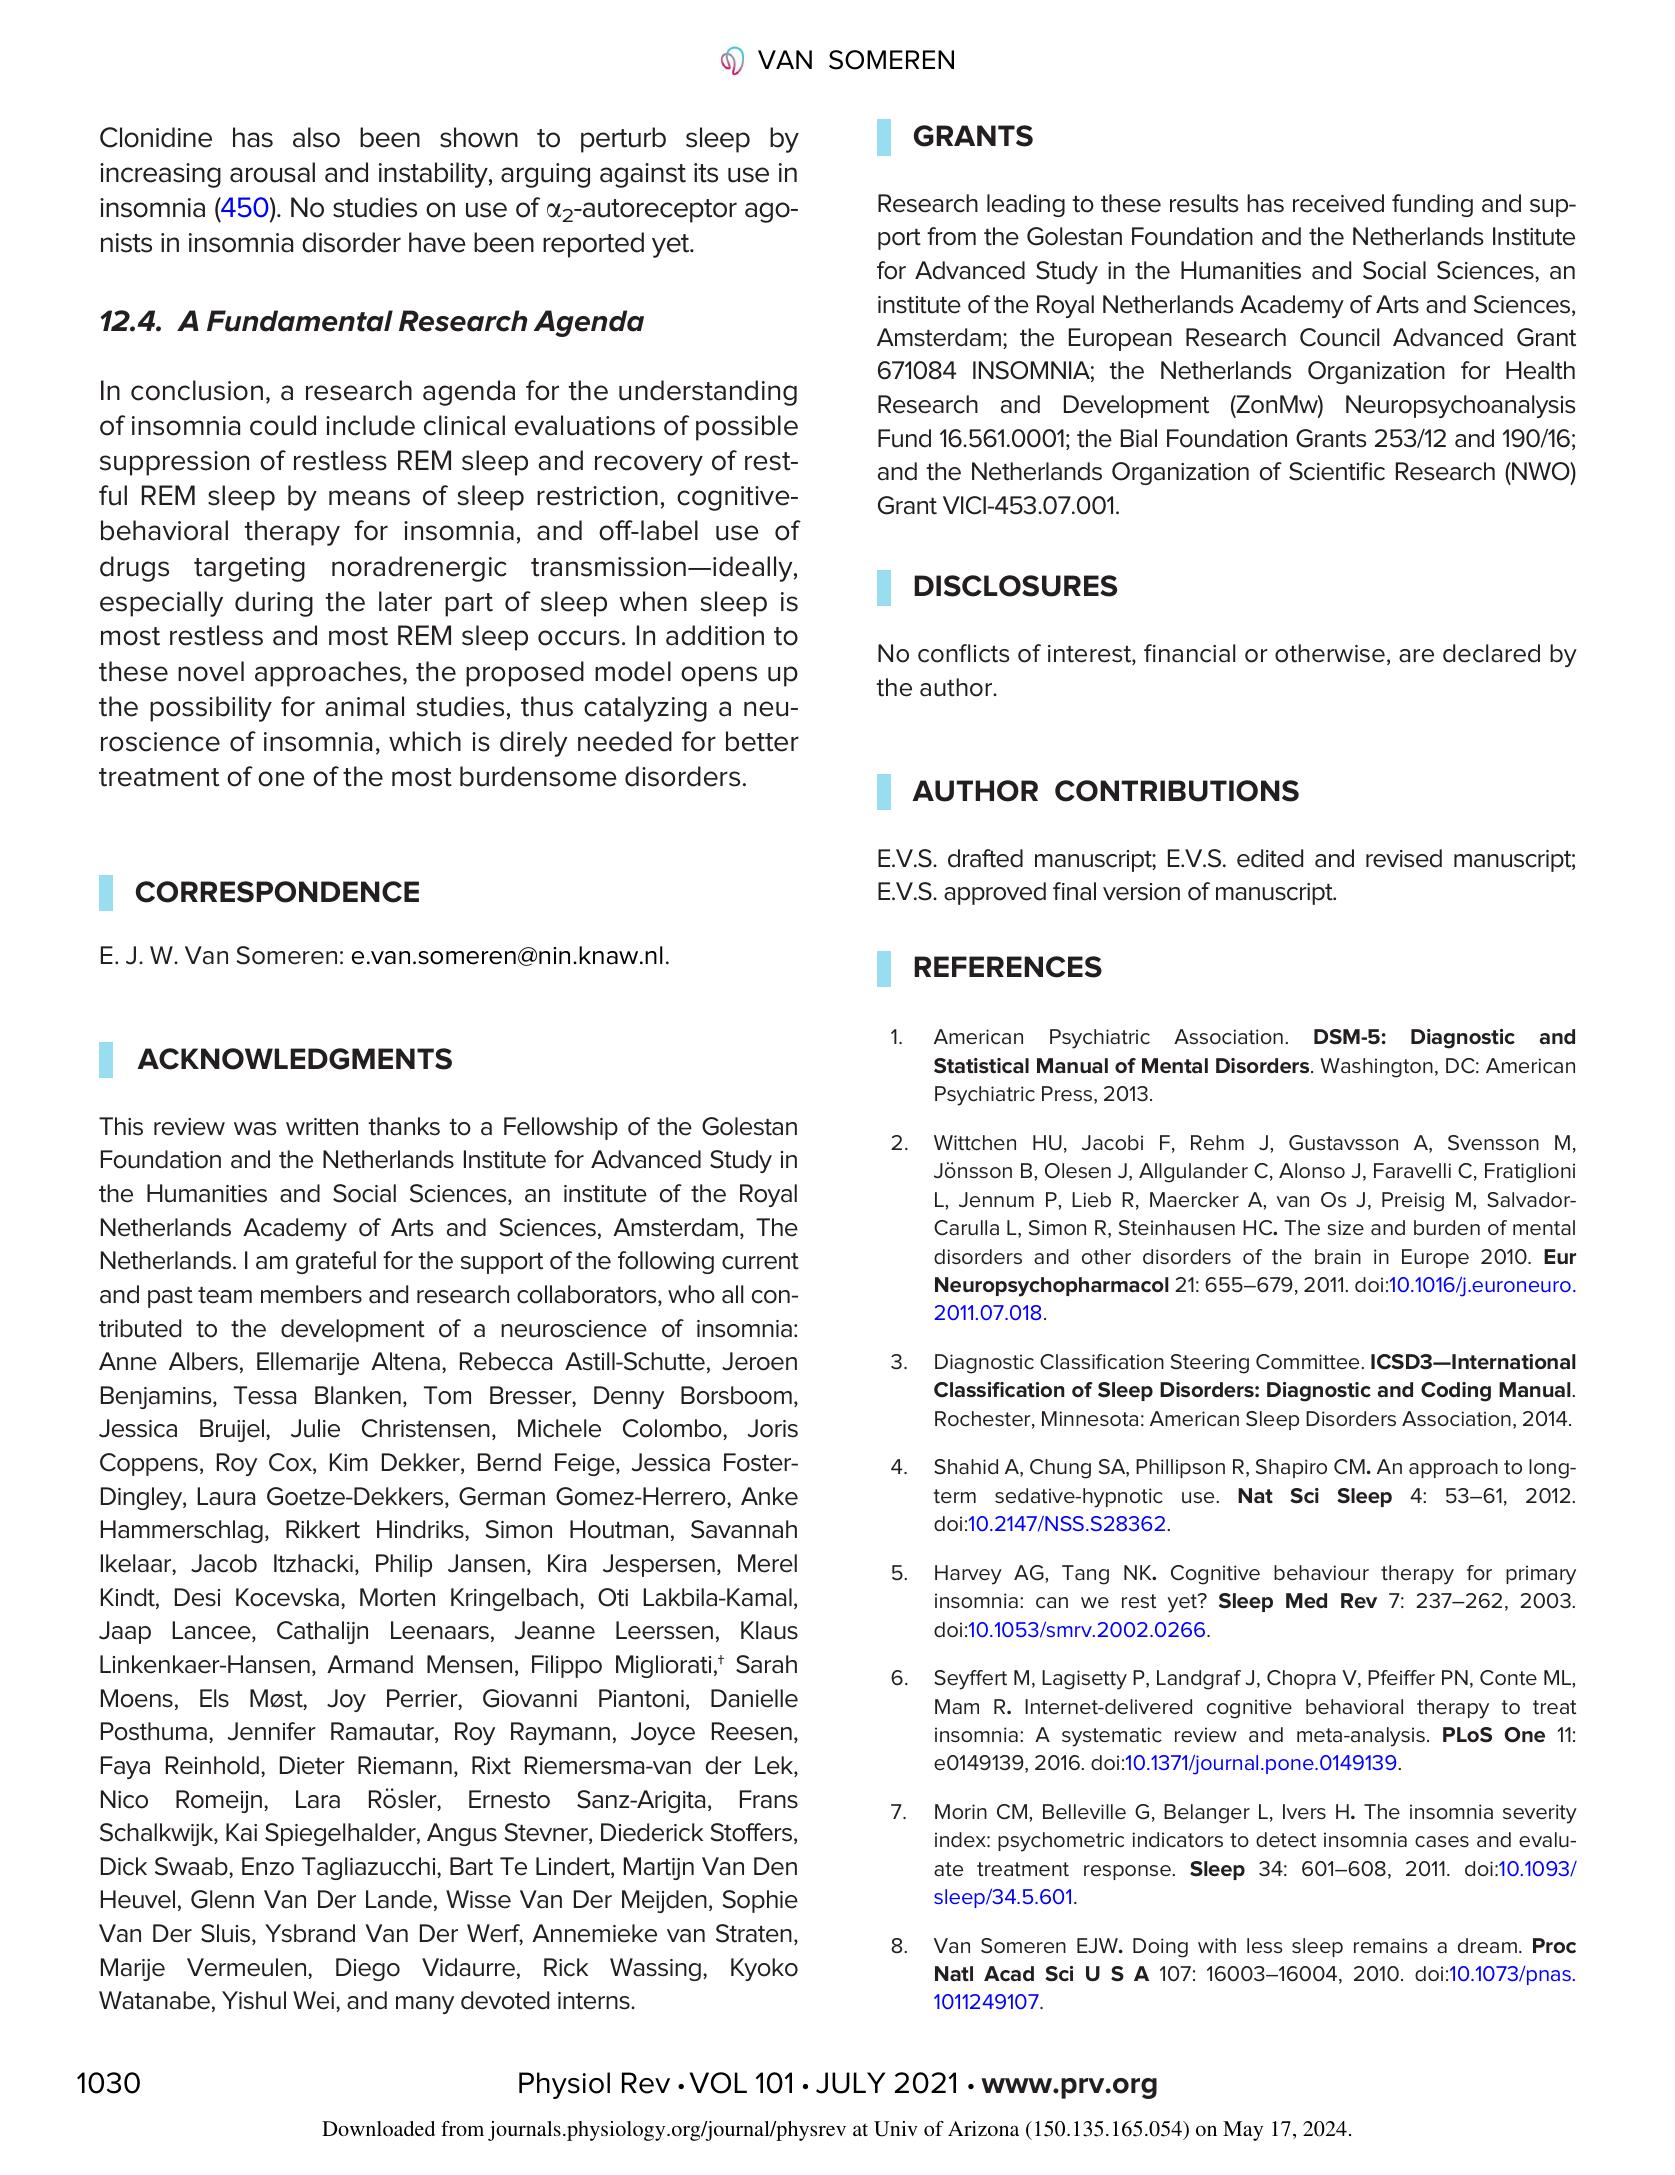 VAN SOMEREN
Clonidine has also been shown to perturb sleep by
increasing arousal and instability, arguing against its use in
insomnia (450). No studies on use of α2-autoreceptor ago-
nists in insomnia disorder have been reported yet.
12.4. A Fundamental Research Agenda
In conclusion, a research agenda for the understanding
of insomnia could include clinical evaluations of possible
suppression of restless REM sleep and recovery of rest-
ful REM sleep by means of sleep restriction, cognitive-
behavioral therapy for insomnia, and off-label use of
drugs targeting noradrenergic transmission—ideally,
especially during the later part of sleep when sleep is
most restless and most REM sleep occurs. In addition to
these novel approaches, the proposed model opens up
the possibility for animal studies, thus catalyzing a neu-
roscience of insomnia, which is direly needed for better
treatment of one of the most burdensome disorders.
CORRESPONDENCE
E. J. W. Van Someren: e.van.someren@nin.knaw.nl.
ACKNOWLEDGMENTS
This review was written thanks to a Fellowship of the Golestan
Foundation and the Netherlands Institute for Advanced Study in
the Humanities and Social Sciences, an institute of the Royal
Netherlands Academy of Arts and Sciences, Amsterdam, The
Netherlands. I am grateful for the support of the following current
and past team members and research collaborators, who all con-
tributed to the development of a neuroscience of insomnia:
Anne Albers, Ellemarije Altena, Rebecca Astill-Schutte, Jeroen
Benjamins, Tessa Blanken, Tom Bresser, Denny Borsboom,
Jessica Bruijel, Julie Christensen, Michele Colombo, Joris
Coppens, Roy Cox, Kim Dekker, Bernd Feige, Jessica Foster-
Dingley, Laura Goetze-Dekkers, German Gomez-Herrero, Anke
Hammerschlag, Rikkert Hindriks, Simon Houtman, Savannah
Ikelaar, Jacob Itzhacki, Philip Jansen, Kira Jespersen, Merel
Kindt, Desi Kocevska, Morten Kringelbach, Oti Lakbila-Kamal,
Jaap Lancee, Cathalijn Leenaars, Jeanne Leerssen, Klaus
Linkenkaer-Hansen, Armand Mensen, Filippo Migliorati,† Sarah
Moens, Els Møst, Joy Perrier, Giovanni Piantoni, Danielle
Posthuma, Jennifer Ramautar, Roy Raymann, Joyce Reesen,
Faya Reinhold, Dieter Riemann, Rixt Riemersma-van der Lek,
Nico Romeijn, Lara Rösler, Ernesto Sanz-Arigita, Frans
Schalkwijk, Kai Spiegelhalder, Angus Stevner, Diederick Stoffers,
Dick Swaab, Enzo Tagliazucchi, Bart Te Lindert, Martijn Van Den
Heuvel, Glenn Van Der Lande, Wisse Van Der Meijden, Sophie
Van Der Sluis, Ysbrand Van Der Werf, Annemieke van Straten,
Marije Vermeulen, Diego Vidaurre, Rick Wassing, Kyoko
Watanabe, Yishul Wei, and many devoted interns.
GRANTS
Research leading to these results has received funding and sup-
port from the Golestan Foundation and the Netherlands Institute
for Advanced Study in the Humanities and Social Sciences, an
institute of the Royal Netherlands Academy of Arts and Sciences,
Amsterdam; the European Research Council Advanced Grant
671084 INSOMNIA; the Netherlands Organization for Health
Research and Development (ZonMw) Neuropsychoanalysis
Fund 16.561.0001; the Bial Foundation Grants 253/12 and 190/16;
and the Netherlands Organization of Scientific Research (NWO)
Grant VICI-453.07.001.
DISCLOSURES
No conflicts of interest, financial or otherwise, are declared by
the author.
AUTHOR CONTRIBUTIONS
E.V.S. drafted manuscript; E.V.S. edited and revised manuscript;
E.V.S. approved final version of manuscript.
REFERENCES
1. American Psychiatric Association. DSM-5: Diagnostic and
Statistical Manual of Mental Disorders. Washington, DC: American
Psychiatric Press, 2013.
2. Wittchen HU, Jacobi F, Rehm J, Gustavsson A, Svensson M,
Jönsson B, Olesen J, Allgulander C, Alonso J, Faravelli C, Fratiglioni
L, Jennum P, Lieb R, Maercker A, van Os J, Preisig M, Salvador-
Carulla L, Simon R, Steinhausen HC. The size and burden of mental
disorders and other disorders of the brain in Europe 2010. Eur
Neuropsychopharmacol 21: 655–679, 2011. doi:10.1016/j.euroneuro.
2011.07.018.
3. Diagnostic Classification Steering Committee. ICSD3—International
Classification of Sleep Disorders: Diagnostic and Coding Manual.
Rochester, Minnesota: American Sleep Disorders Association, 2014.
4. Shahid A, Chung SA, Phillipson R, Shapiro CM. An approach to long-
term sedative-hypnotic use. Nat Sci Sleep 4: 53–61, 2012.
doi:10.2147/NSS.S28362.
5. Harvey AG, Tang NK. Cognitive behaviour therapy for primary
insomnia: can we rest yet? Sleep Med Rev 7: 237–262, 2003.
doi:10.1053/smrv.2002.0266.
6. Seyffert M, Lagisetty P, Landgraf J, Chopra V, Pfeiffer PN, Conte ML,
Mam R. Internet-delivered cognitive behavioral therapy to treat
insomnia: A systematic review and meta-analysis. PLoS One 11:
e0149139, 2016. doi:10.1371/journal.pone.0149139.
7. Morin CM, Belleville G, Belanger L, Ivers H. The insomnia severity
index: psychometric indicators to detect insomnia cases and evalu-
ate treatment response. Sleep 34: 601–608, 2011. doi:10.1093/
sleep/34.5.601.
8. Van Someren EJW. Doing with less sleep remains a dream. Proc
Natl Acad Sci U S A 107: 16003–16004, 2010. doi:10.1073/pnas.
1011249107.
1030 Physiol Rev • VOL 101 • JULY 2021 • www.prv.org
Downloaded from journals.physiology.org/journal/physrev at Univ of Arizona (150.135.165.054) on May 17, 2024.